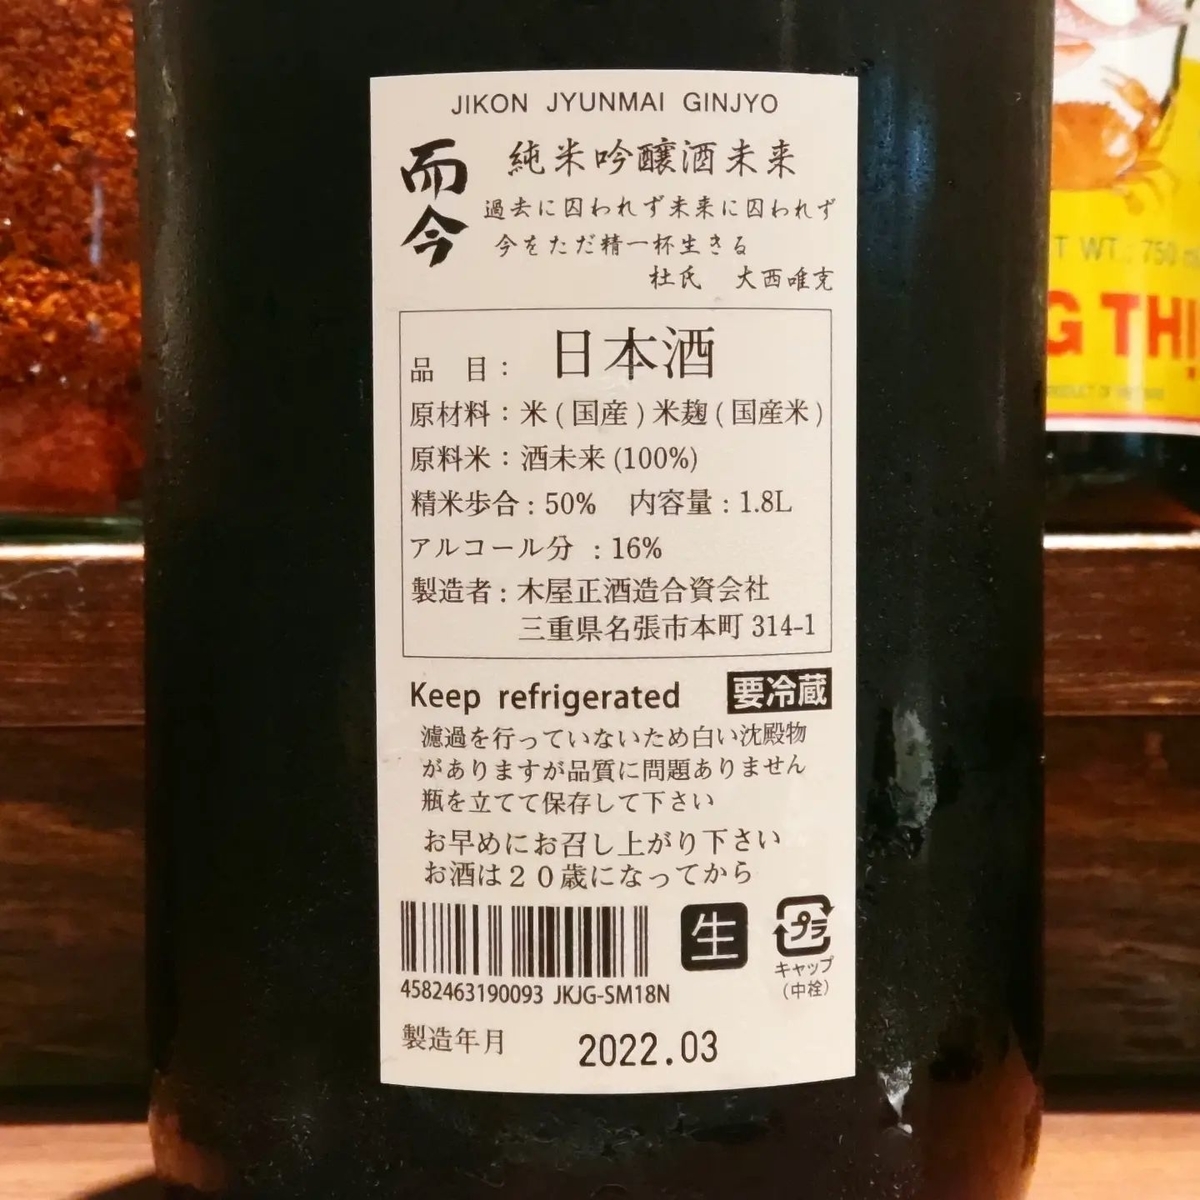 JIKON JYUNMAI GINJYO
而今
純米吟醸酒未来
過去に囚われず未来に囚われず
今をただ精一杯生きる
杜氏 大西唯克
品 目： 日本酒
原材料：米(国産)米麹(国産米)
原料米：酒未来(100%)
精米歩合：50% 内容量：1.8L
アルコール分 ：16%
製造者：木屋正酒造合資会社
三重県名張市本町 314-1
Keep refrigerated 要冷蔵
濾過を行っていないため白い沈殿物
がありますが品質に問題ありません
瓶を立てて保存して下さい
お早めにお召し上がり下さい
お酒は２０歳になってから
生
プラ
キャップ
(中栓)
4582463190093 JKJG-SM18N
製造年月 2022.03
T WT.: 750
G THỊ